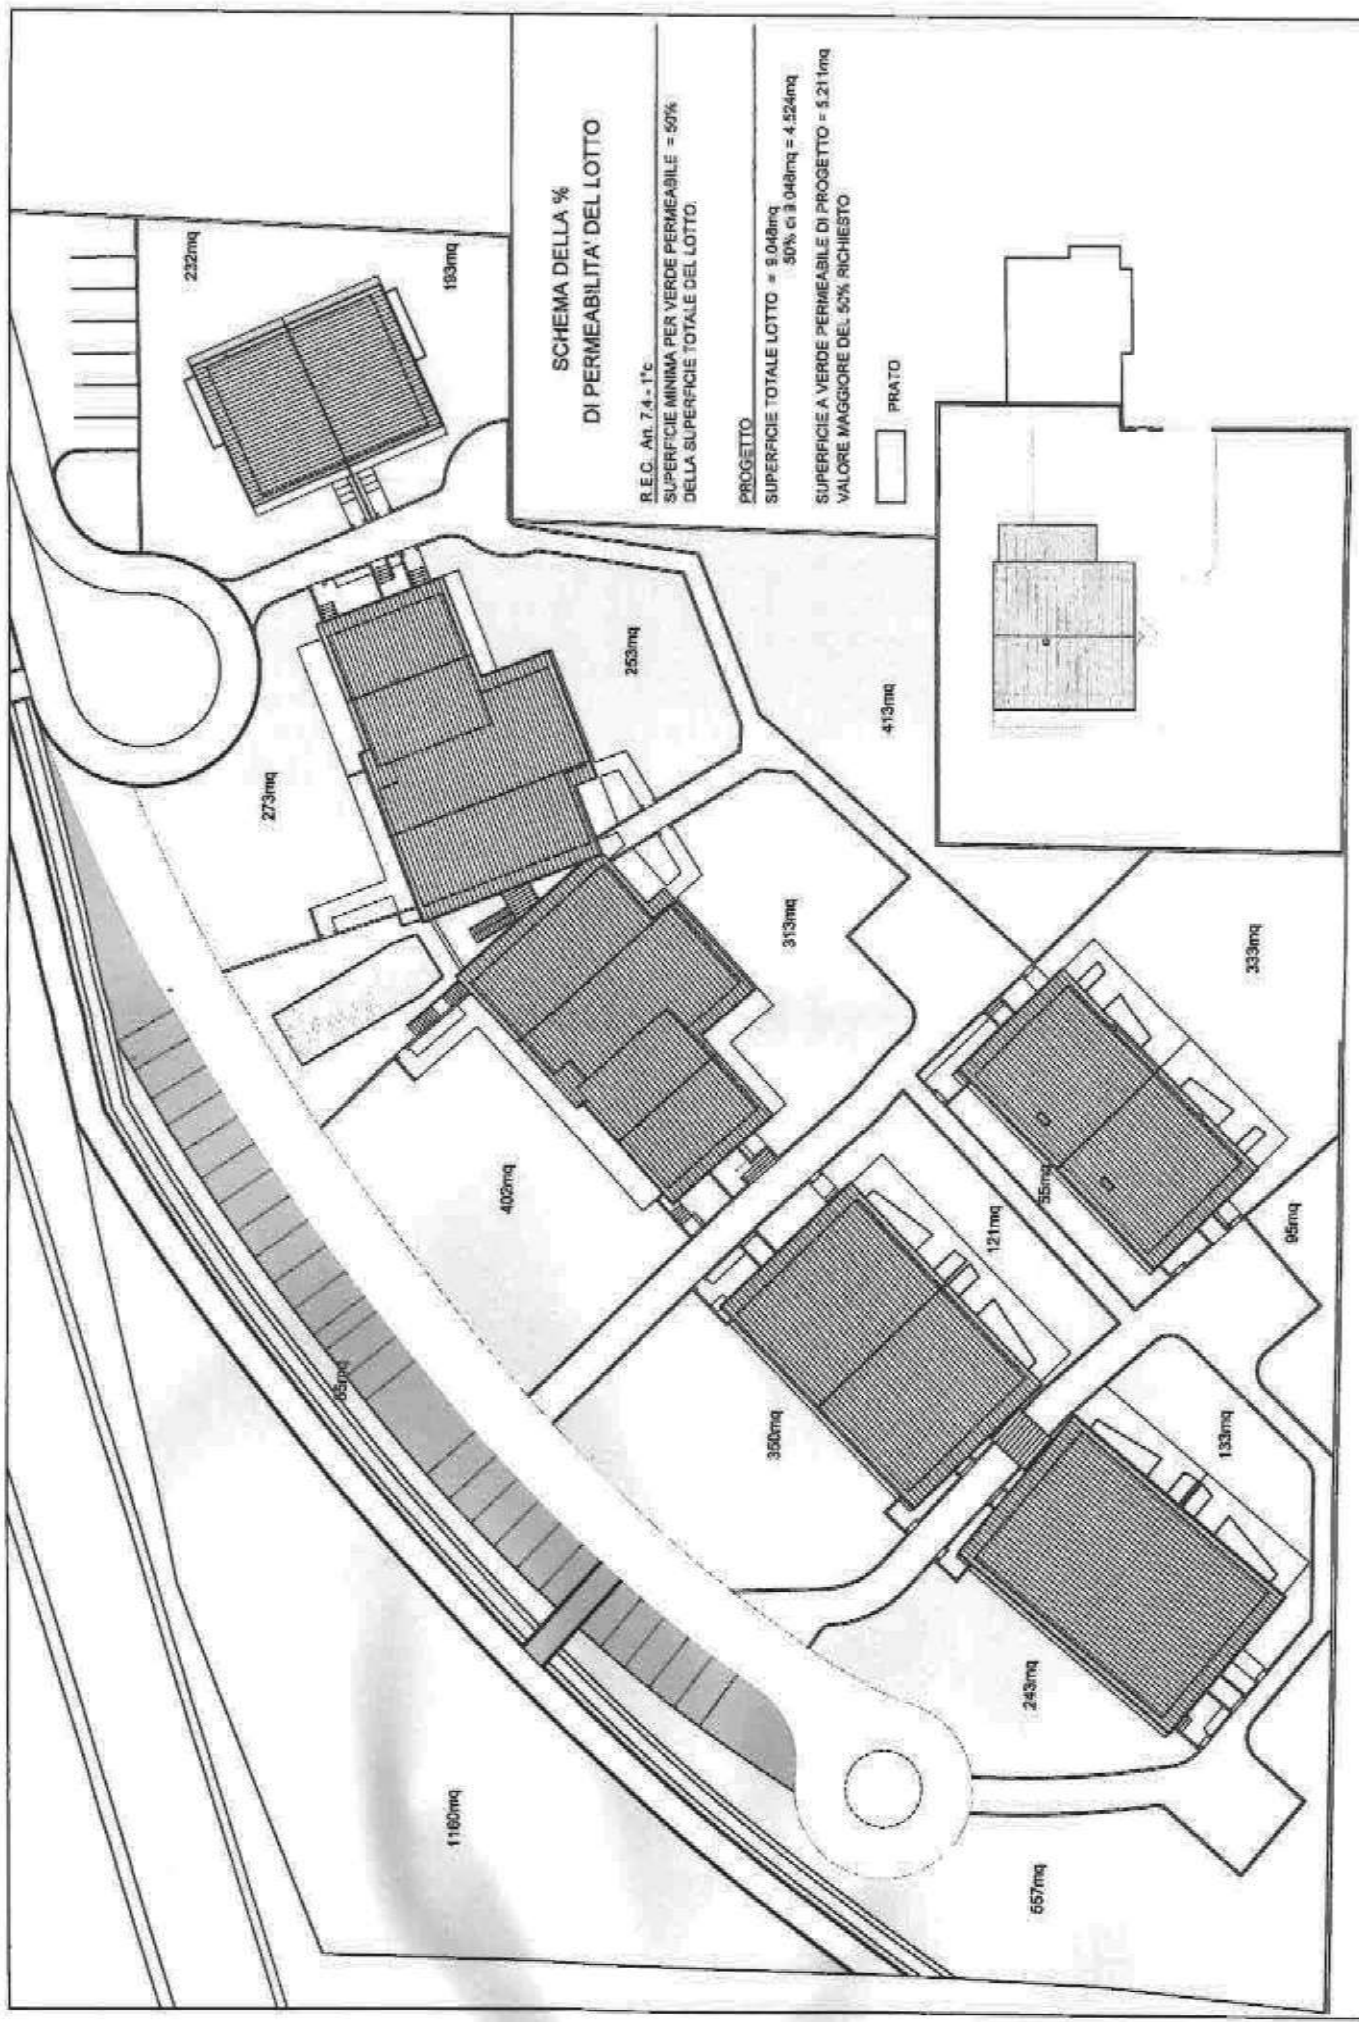 SCHEMA DELLA %
DI PERMEABILITA' DEL LOTTO
R.E.C. Art. 7.4 - 1°c
SUPERFICIE MINIMA PER VERDE PERMEABILE = 50%
DELLA SUPERFICIE TOTALE DEL LOTTO.
PROGETTO
SUPERFICIE TOTALE LOTTO = 9.048mq
50% di 9.048mq = 4.524mq
SUPERFICIE A VERDE PERMEABILE DI PROGETTO = 5.211mq
VALORE MAGGIORE DEL 50% RICHIESTO
PRATO
232mq
193mq
273mq
253mq
413mq
313mq
333mq
402mq
55mq
121mq
95mq
65mq
350mq
133mq
243mq
1160mq
557mq